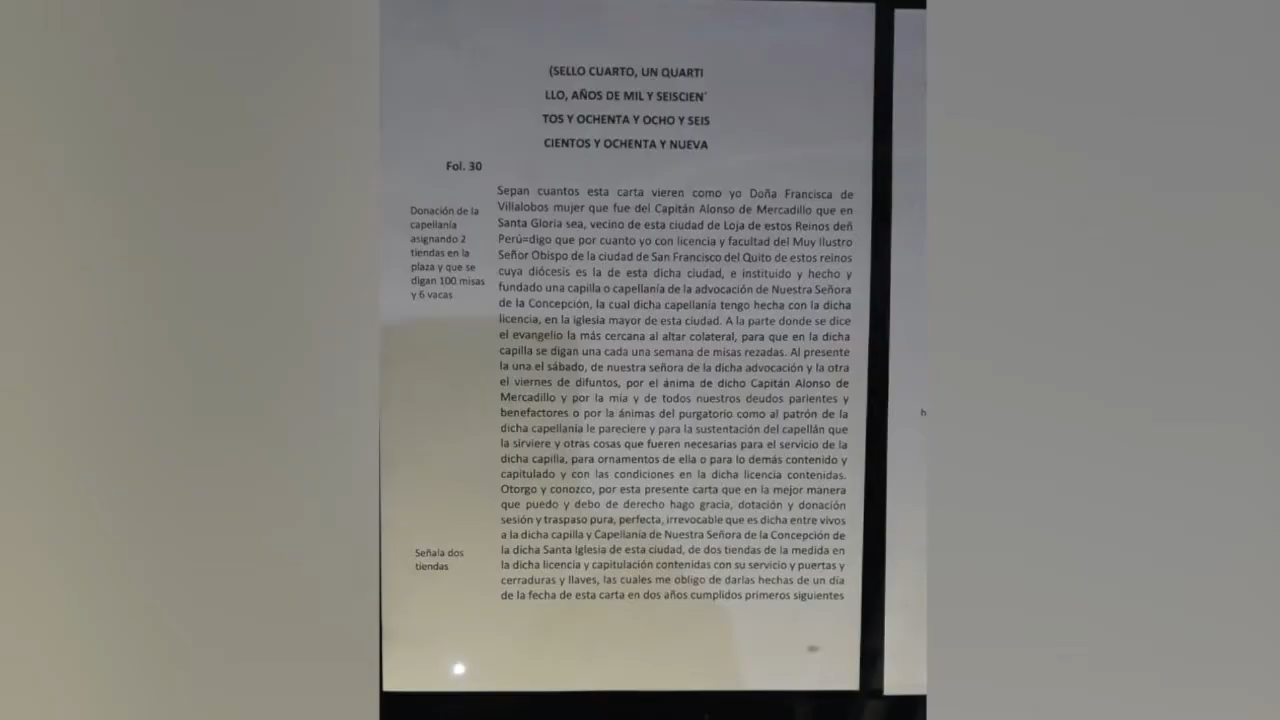 (SELLO CUARTO, UN QUARTI
LLO, AÑOS DE MIL Y SEISCIEN´
TOS Y OCHENTA Y OCHO Y SEIS
CIENTOS Y OCHENTA Y NUEVA
Fol. 30
Donación de la
capellanía
asignando 2
tiendas en la
plaza y que se
digan 100 misas
y 6 vacas
Sepan cuantos esta carta vieren como yo Doña Francisca de
Villalobos mujer que fue del Capitán Alonso de Mercadillo que en
Santa Gloria sea, vecino de esta ciudad de Loja de estos Reinos deñ
Perú=digo que por cuanto yo con licencia y facultad del Muy Ilustro
Señor Obispo de la ciudad de San Francisco del Quito de estos reinos
cuya diócesis es la de esta dicha ciudad, e instituido y hecho y
fundado una capilla o capellanía de la advocación de Nuestra Señora
de la Concepción, la cual dicha capellanía tengo hecha con la dicha
licencia, en la iglesia mayor de esta ciudad. A la parte donde se dice
el evangelio la más cercana al altar colateral, para que en la dicha
capilla se digan una cada una semana de misas rezadas. Al presente
la una el sábado, de nuestra señora de la dicha advocación y la otra
el viernes de difuntos, por el ánima de dicho Capitán Alonso de
Mercadillo y por la mía y de todos nuestros deudos parientes y
benefactores o por la ánimas del purgatorio como al patrón de la
dicha capellanía le pareciere y para la sustentación del capellán que
la sirviere y otras cosas que fueren necesarias para el servicio de la
dicha capilla, para ornamentos de ella o para lo demás contenido y
capitulado y con las condiciones en la dicha licencia contenidas.
Otorgo y conozco, por esta presente carta que en la mejor manera
que puedo y debo de derecho hago gracia, dotación y donación
sesión y traspaso pura, perfecta, irrevocable que es dicha entre vivos
a la dicha capilla y Capellanía de Nuestra Señora de la Concepción de
la dicha Santa Iglesia de esta ciudad, de dos tiendas de la medida en
la dicha licencia y capitulación contenidas con su servicio y puertas y
cerraduras y llaves, las cuales me obligo de darlas hechas de un día
de la fecha de esta carta en dos años cumplidos primeros siguientes
Señala dos
tiendas
h